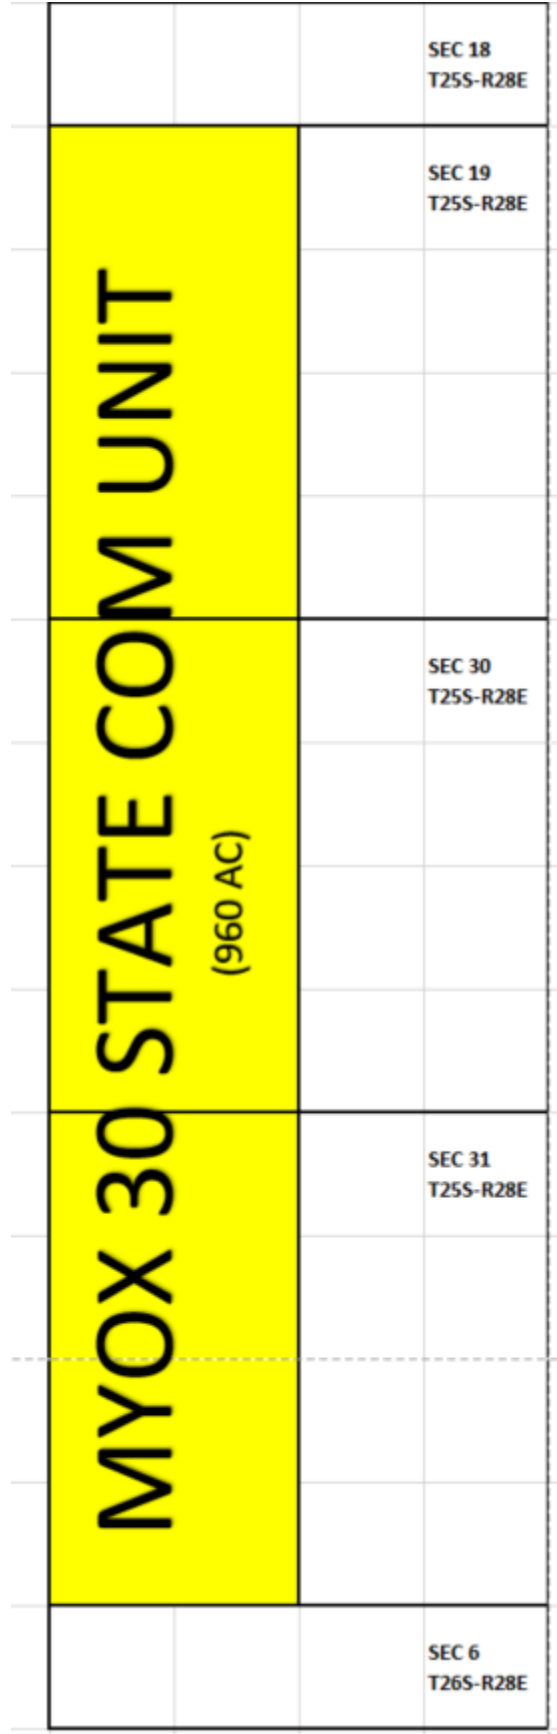 SEC 18
T25S-R28E
SEC 19
T25S-R28E
MYOX 30 STATE COM UNIT
(960 AC)
SEC 30
T25S-R28E
SEC 31
T25S-R28E
SEC 6
T26S-R28E